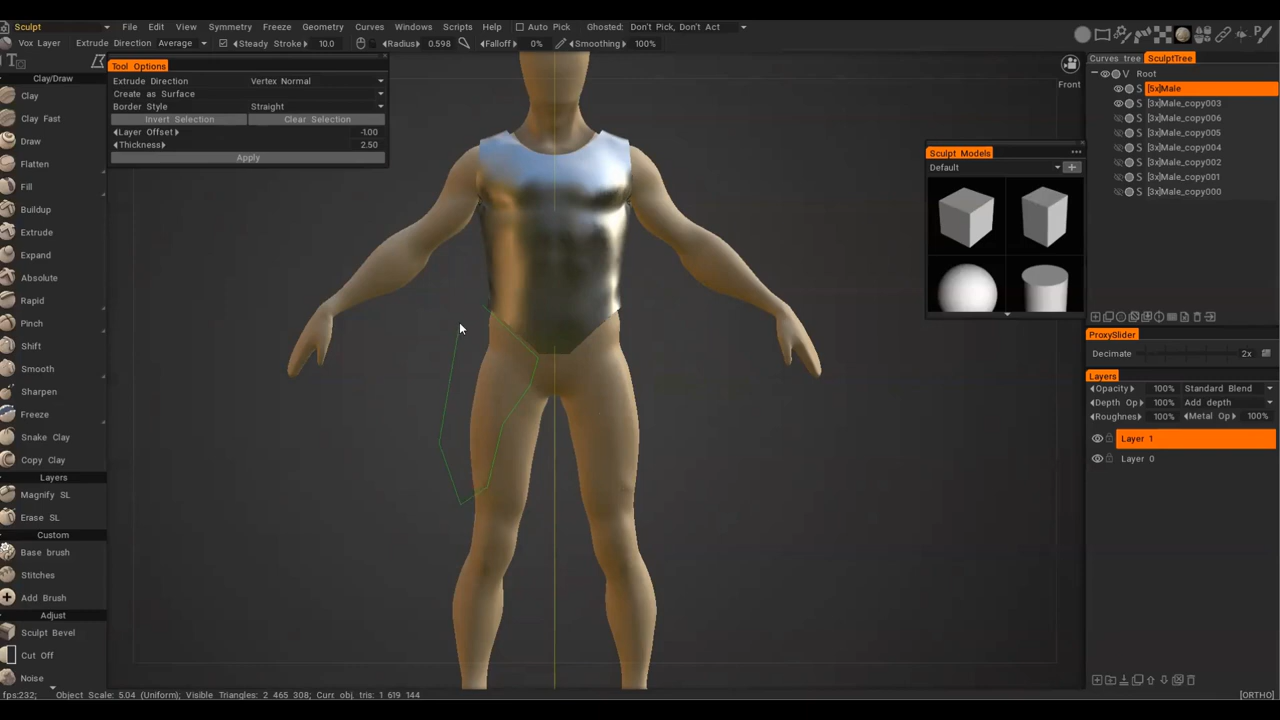 Sculpt File Edit View Symmetry Freeze Geometry Curves Windows Scripts Help Auto Pick Ghosted: Don't Pick, Don't Act
Vox Layer Extrude Direction Average Steady Stroke 10.0 Radius 0.598 Falloff 0% Smoothing 100%
Clay/Draw
Clay
Clay Fast
Draw
Flatten
Fill
Buildup
Extrude
Expand
Absolute
Rapid
Pinch
Shift
Smooth
Sharpen
Freeze
Snake Clay
Copy Clay
Layers
Magnify SL
Erase SL
Custom
Base brush
Stitches
Add Brush
Adjust
Sculpt Bevel
Cut Off
Noise
Tool Options
Extrude Direction Vertex Normal
Create as Surface
Border Style Straight
Invert Selection Clear Selection
Layer Offset -1.00
Thickness 2.50
Apply
Front
Sculpt Models
Default
Curves tree SculptTree
V Root
S [5x]Male
S [3x]Male_copy003
S [3x]Male_copy006
S [3x]Male_copy005
S [3x]Male_copy004
S [3x]Male_copy002
S [3x]Male_copy001
S [3x]Male_copy000
ProxySlider
Decimate 2x
Layers
Opacity 100% Standard Blend
Depth Op 100% Add depth
Roughness 100% Metal Op 100%
Layer 1
Layer 0
fps:232; Object Scale: 5.04 (Uniform); Visible Triangles: 2 465 308; Curr. obj. tris: 1 619 144
[ORTHO]